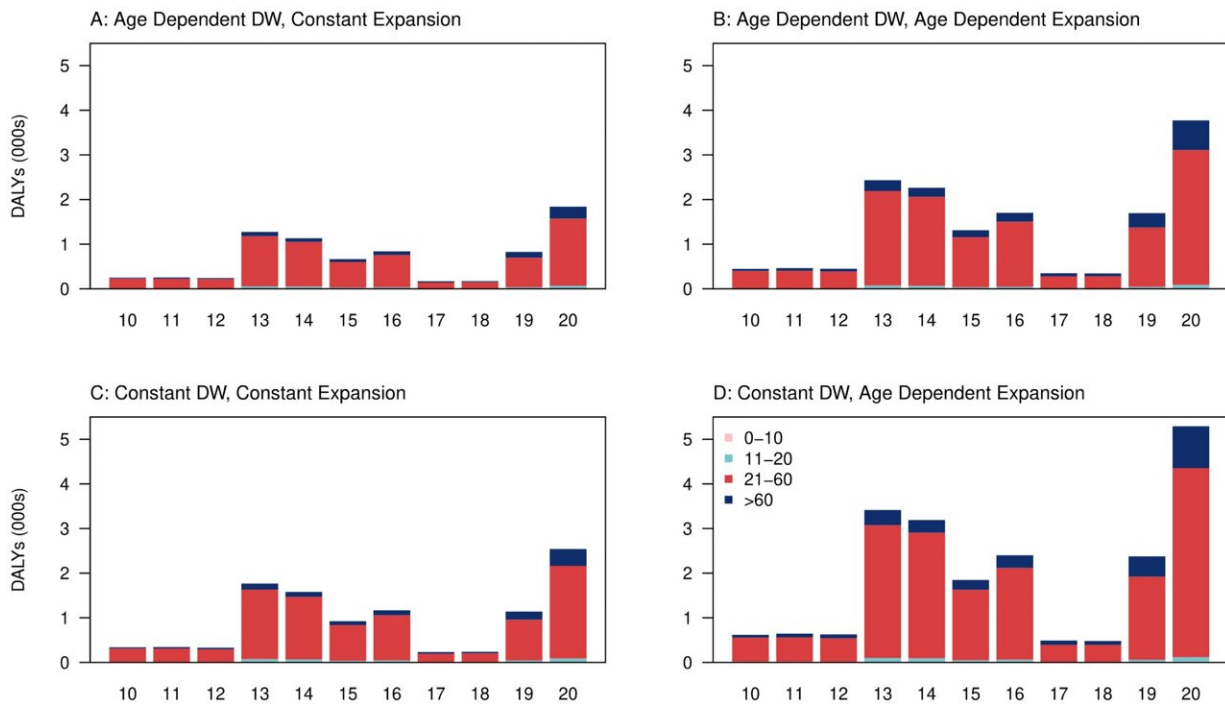 A: Age Dependent DW, Constant Expansion
DALYs (000s)
5
4
3
2
1
0
10 11 12 13 14 15 16 17 18 19 20
B: Age Dependent DW, Age Dependent Expansion
5
4
3
2
1
0
10 11 12 13 14 15 16 17 18 19 20
C: Constant DW, Constant Expansion
DALYs (000s)
5
4
3
2
1
0
10 11 12 13 14 15 16 17 18 19 20
D: Constant DW, Age Dependent Expansion
5
4
3
2
1
0
0−10
11−20
21−60
>60
10 11 12 13 14 15 16 17 18 19 20